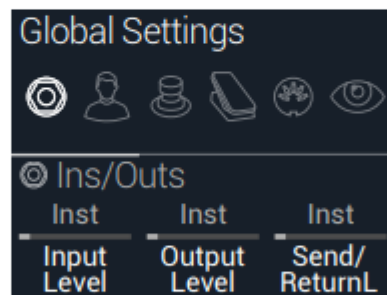 Global Settings
Ins/Outs
Inst Inst Inst
Input Output Send/
Level Level ReturnL